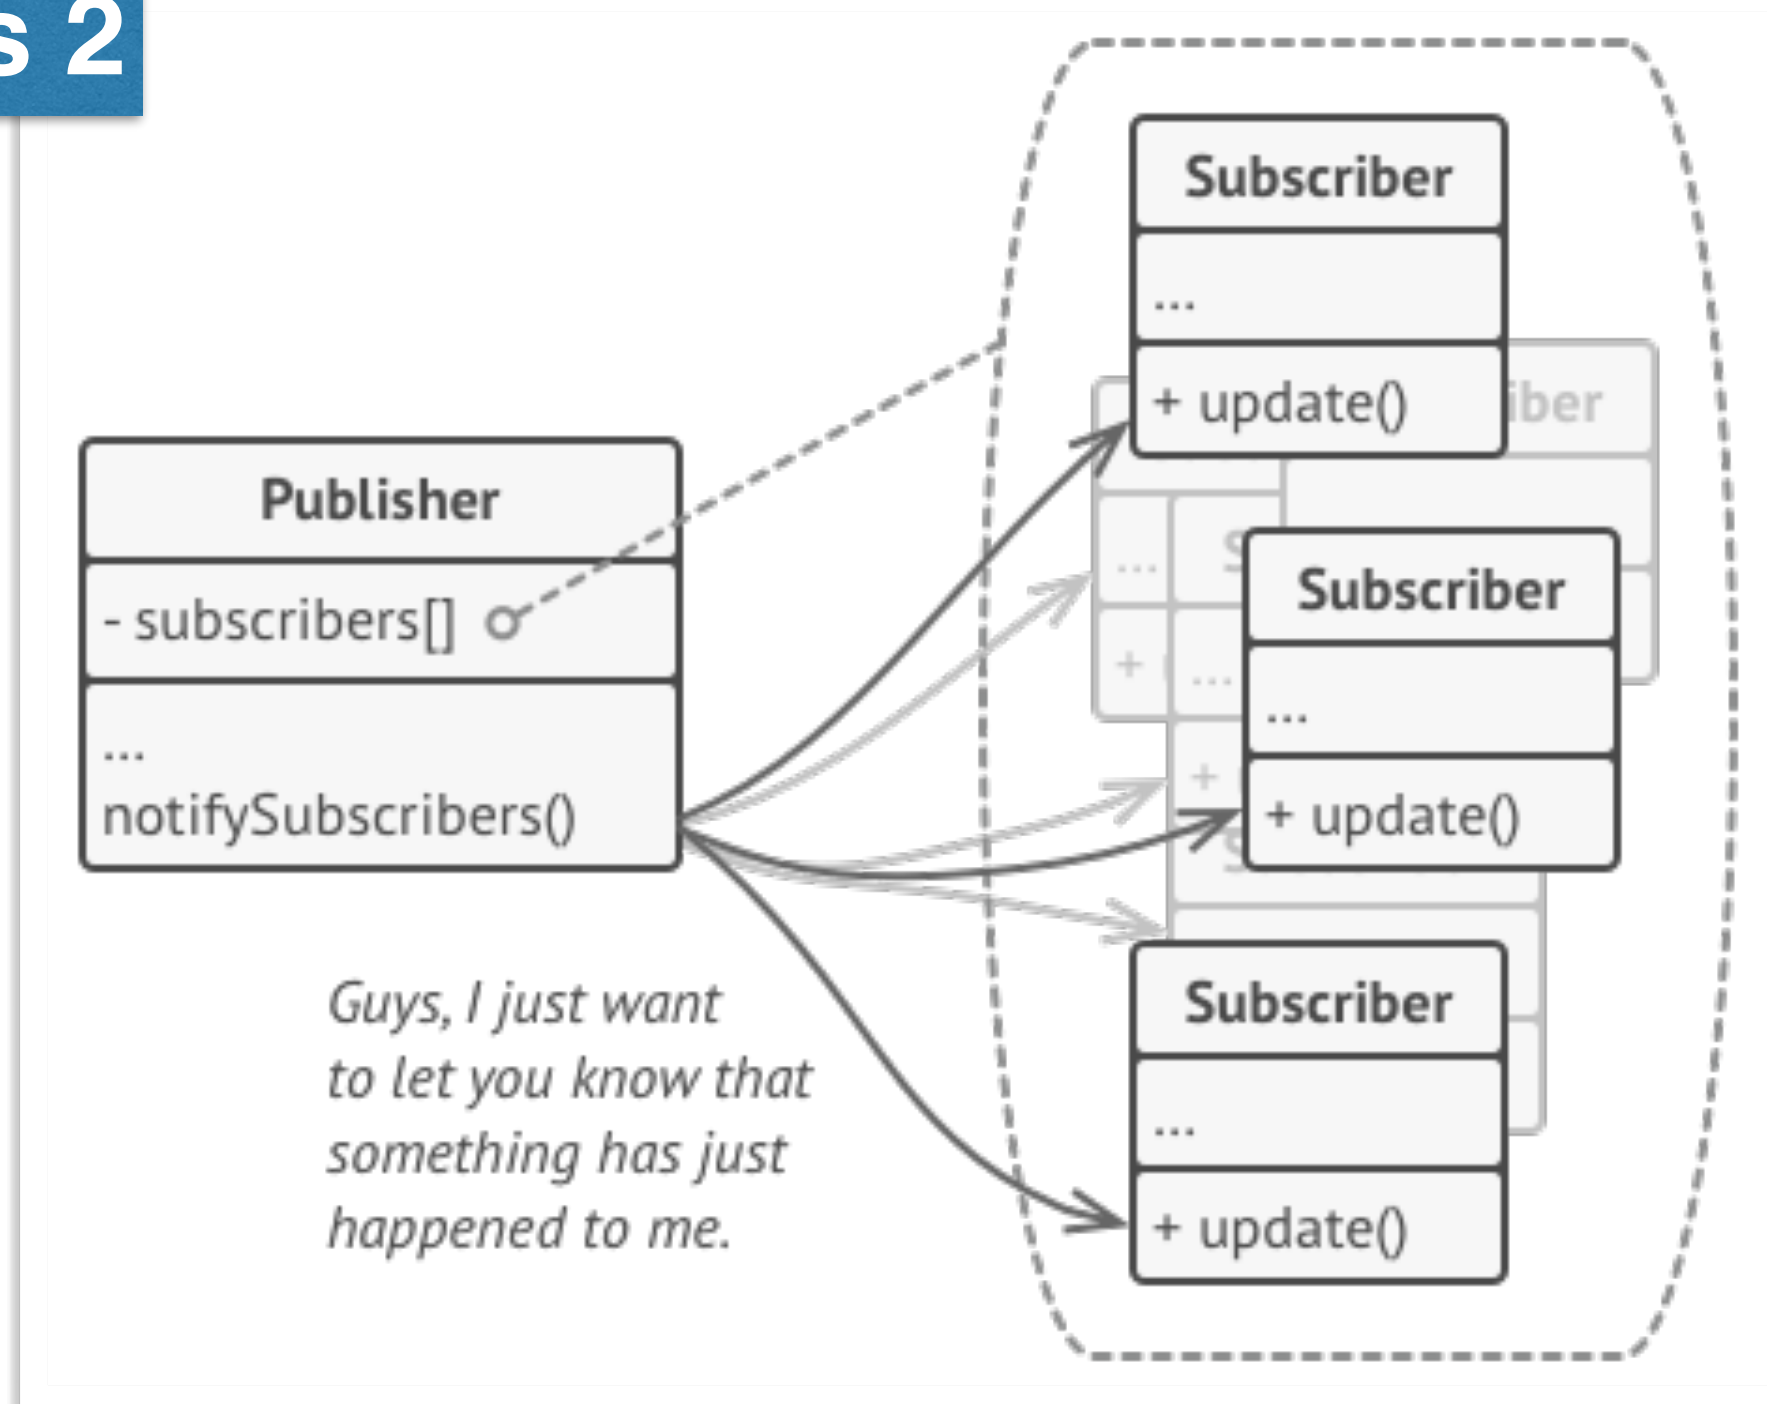 s 2
Publisher
- subscribers[]
...
notifySubscribers()
Guys, I just want
to let you know that
something has just
happened to me.
Subscriber
...
+ update()
iber
...
+
S
...
+
Subscriber
...
+ update()
S
Subscriber
...
+ update()